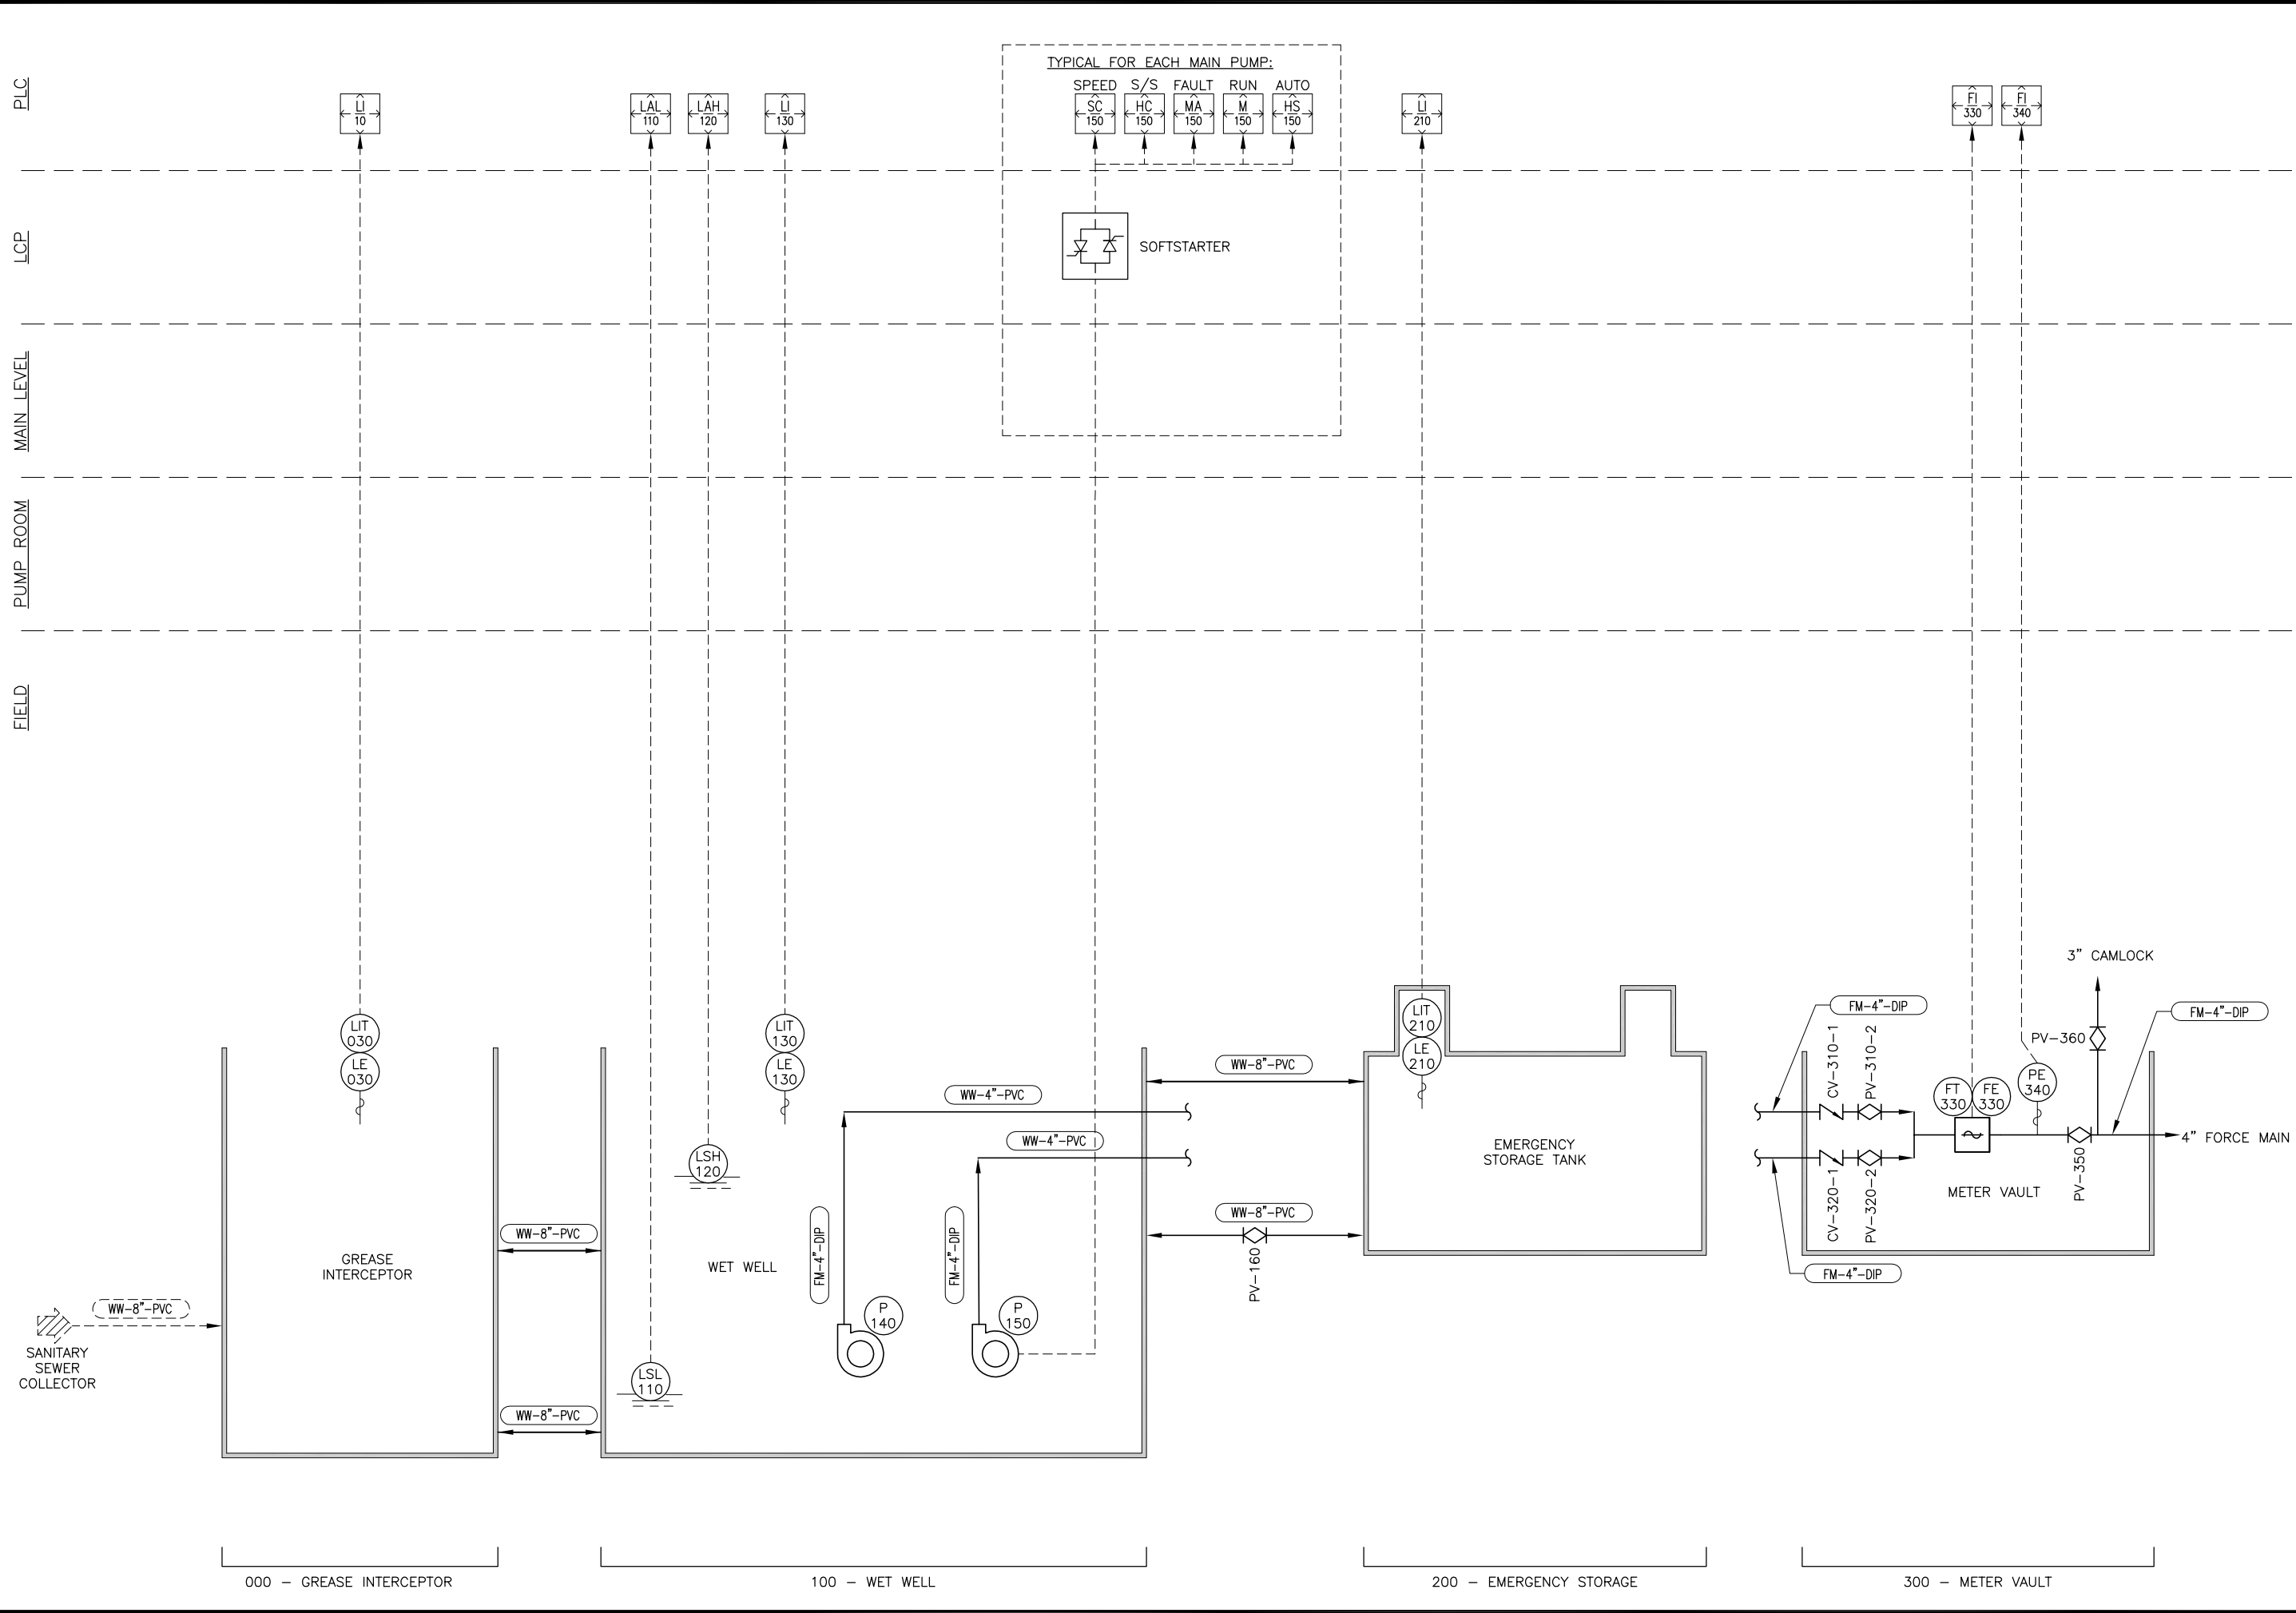 PLC
LI
10
LAL
110
LAH
120
LI
130
TYPICAL FOR EACH MAIN PUMP:
SPEED S/S FAULT RUN AUTO
SC
150
HC
150
MA
150
M
150
HS
150
LI
210
FI
330
FI
340
LCP
SOFTSTARTER
MAIN LEVEL
PUMP ROOM
FIELD
SANITARY
SEWER
COLLECTOR
WW-8"-PVC
LIT
030
LE
030
GREASE
INTERCEPTOR
WW-8"-PVC
WW-8"-PVC
LIT
130
LE
130
LSH
120
LSL
110
WET WELL
FM-4"-DIP
P
140
FM-4"-DIP
P
150
WW-4"-PVC
WW-4"-PVC
WW-8"-PVC
WW-8"-PVC
PV-160
LIT
210
LE
210
EMERGENCY
STORAGE TANK
FM-4"-DIP
CV-310-1
PV-310-2
CV-320-1
PV-320-2
FM-4"-DIP
FT
330
FE
330
PE
340
METER VAULT
3" CAMLOCK
PV-360
PV-350
FM-4"-DIP
4" FORCE MAIN
000 - GREASE INTERCEPTOR
100 - WET WELL
200 - EMERGENCY STORAGE
300 - METER VAULT